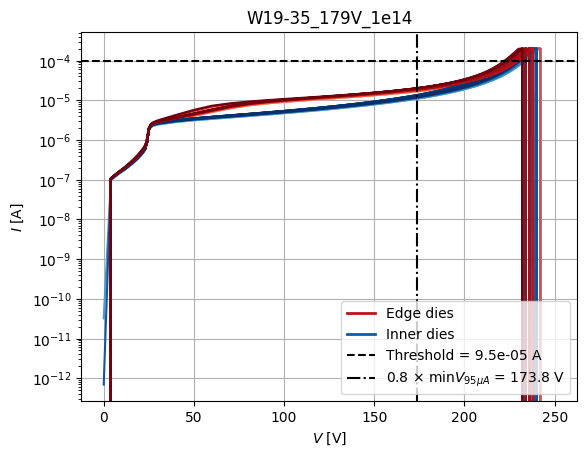 W19-35_179V_1e14
I [A]
10⁻⁴
10⁻⁵
10⁻⁶
10⁻⁷
10⁻⁸
10⁻⁹
10⁻¹⁰
10⁻¹¹
10⁻¹²
Edge dies
Inner dies
Threshold = 9.5e-05 A
0.8 × minV₉₅μA = 173.8 V
0 50 100 150 200 250
V [V]